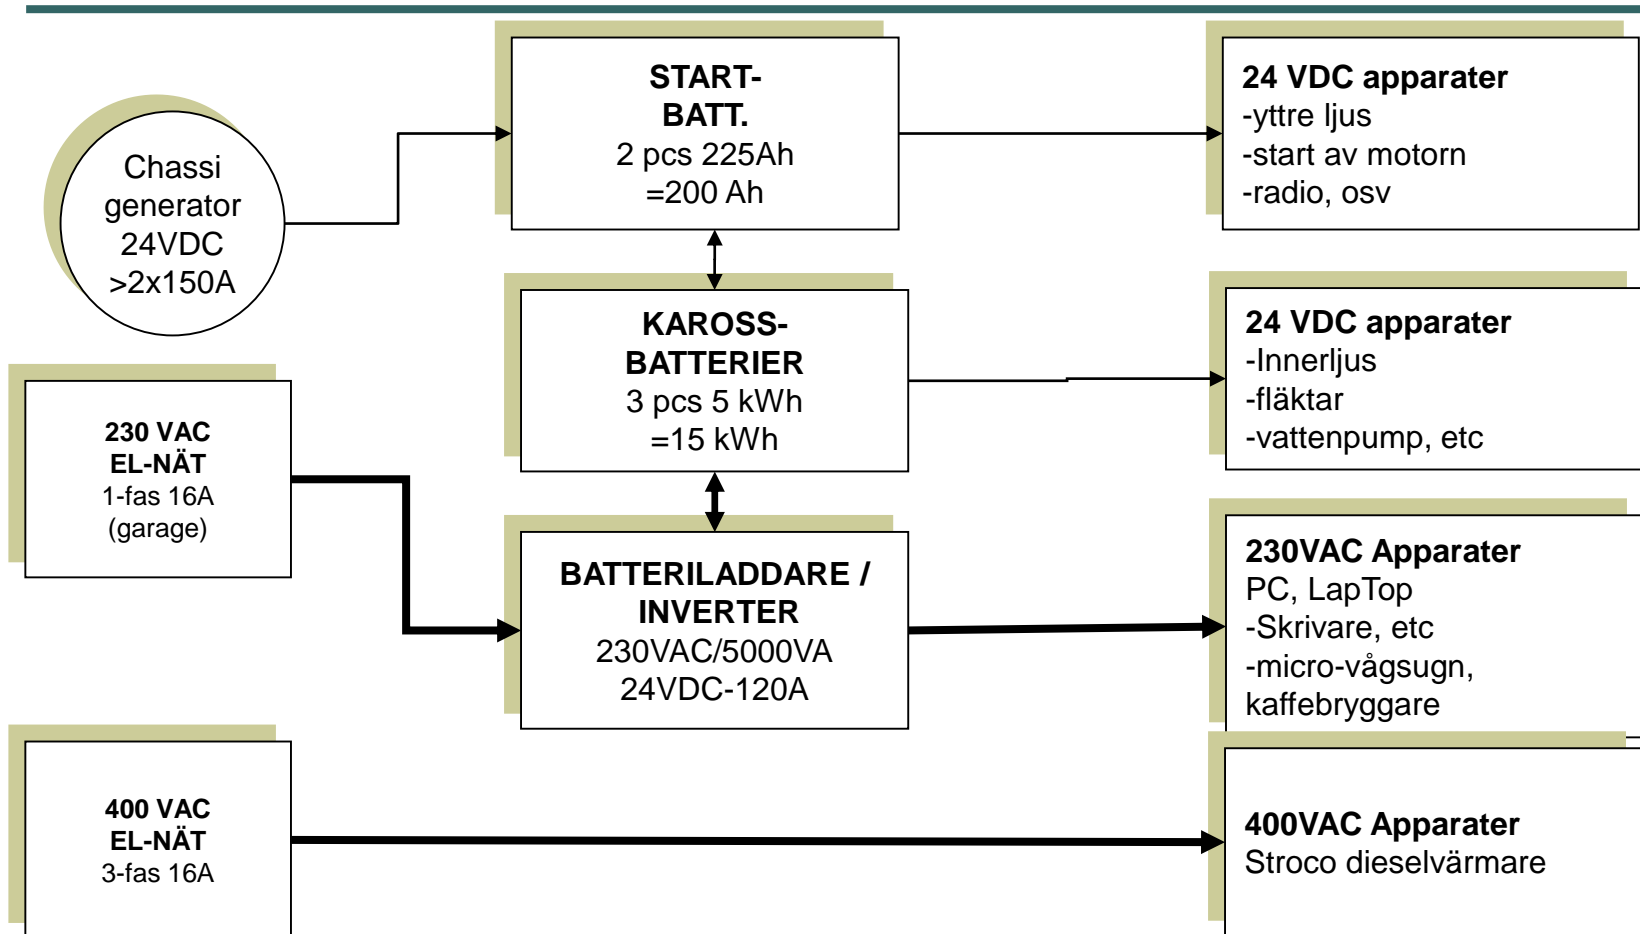 START-
BATT.
2 pcs 225Ah
=200 Ah
24 VDC apparater
-yttre ljus
-start av motorn
-radio, osv
Chassi
generator
24VDC
>2x150A
KAROSS-
BATTERIER
3 pcs 5 kWh
=15 kWh
24 VDC apparater
-Innerljus
-fläktar
-vattenpump, etc
230 VAC
EL-NÄT
1-fas 16A
(garage)
BATTERILADDARE /
INVERTER
230VAC/5000VA
24VDC-120A
230VAC Apparater
PC, LapTop
-Skrivare, etc
-micro-vågsugn,
kaffebryggare
400 VAC
EL-NÄT
3-fas 16A
400VAC Apparater
Stroco dieselvärmare